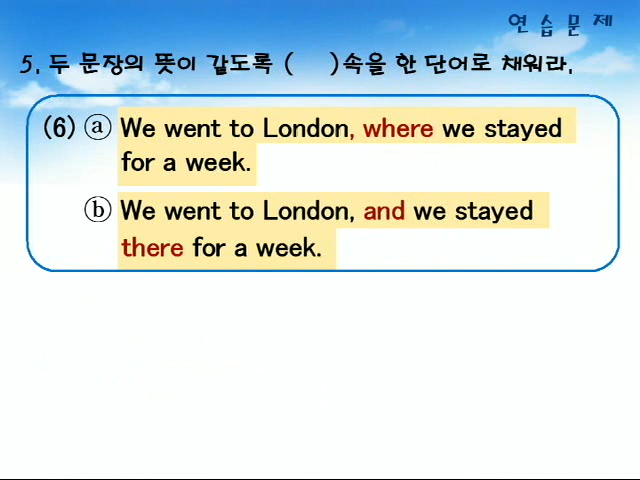 연 습 문 제
5. 두 문장의 뜻이 같도록 ( )속을 한 단어로 채워라.
(6) ⓐ We went to London, where we stayed
for a week.
ⓑ We went to London, and we stayed
there for a week.